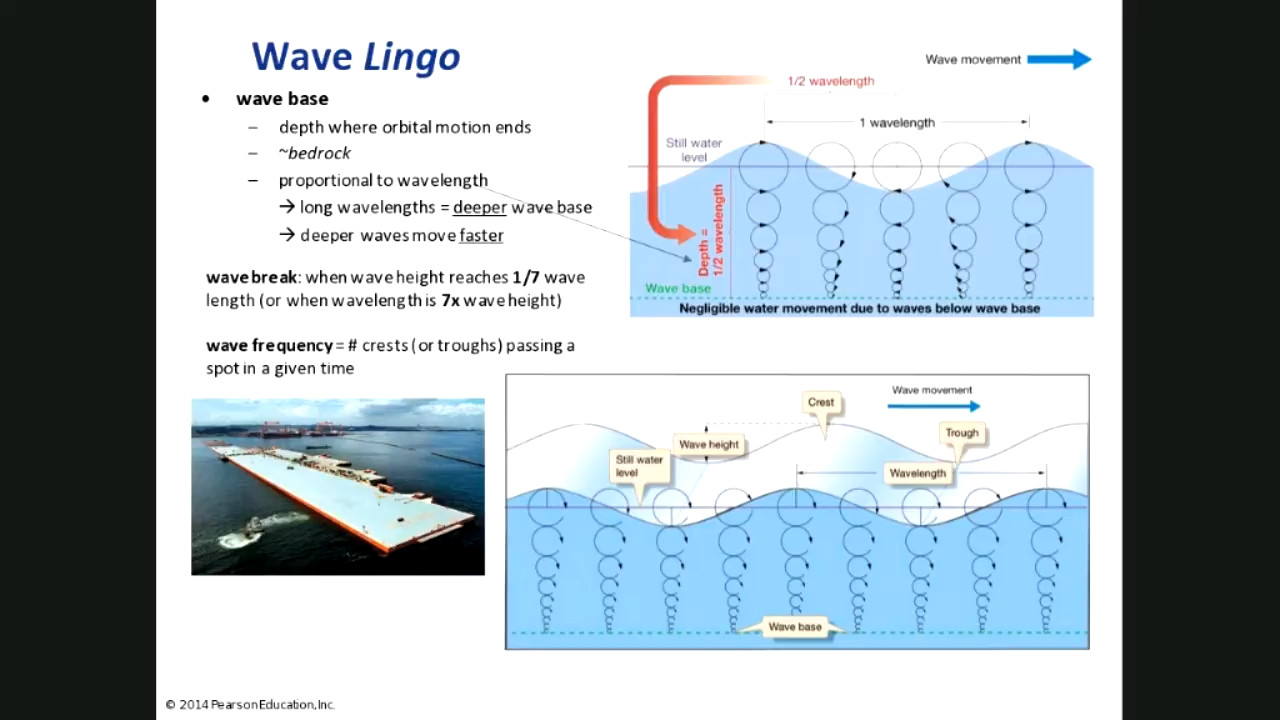 Wave Lingo
• wave base
– depth where orbital motion ends
– ~bedrock
– proportional to wavelength
→ long wavelengths = deeper wave base
→ deeper waves move faster
wave break: when wave height reaches 1/7 wave
length (or when wavelength is 7x wave height)
wave frequency = # crests (or troughs) passing a
spot in a given time
Wave movement
1/2 wavelength
1 wavelength
Still water
level
Depth =
1/2 wavelength
Wave base
Negligible water movement due to waves below wave base
Wave movement
Crest
Trough
Wave height
Still water
level
Wavelength
Wave base
© 2014 Pearson Education, Inc.